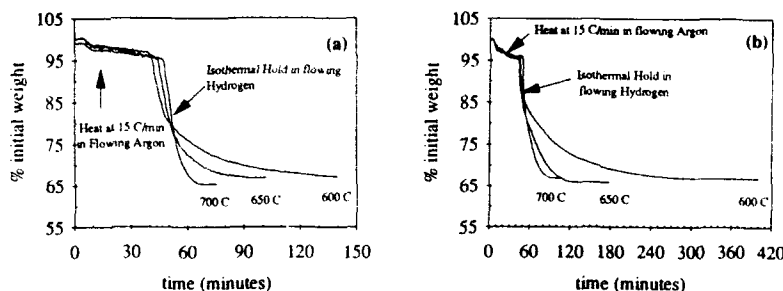 105
95
85
75
65
55
% initial weight
(a)
Isothermal Hold in flowing
Hydrogen
Heat at 15 C/min
in Flowing Argon
700 C
650 C
600 C
0
30
60
90
120
150
time (minutes)
105
95
85
75
65
55
% initial weight
Heat at 15 C/min in flowing Argon
(b)
Isothermal Hold in
flowing Hydrogen
700 C
650 C
600 C
0
60
120
180
240
300
360
420
time (minutes)